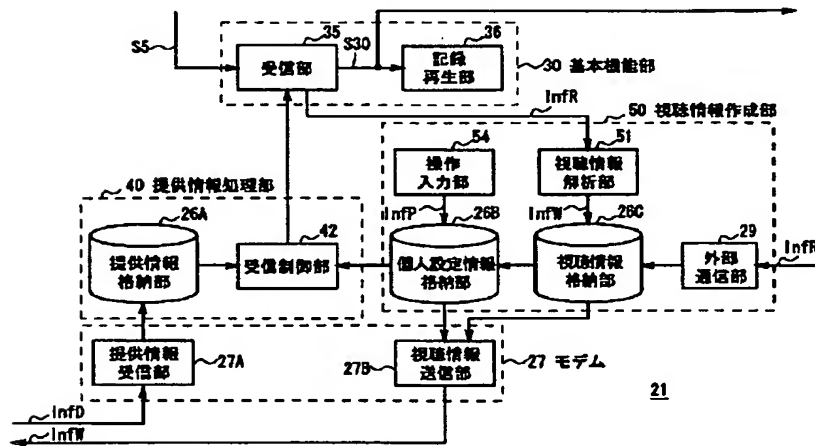 35
S30
36
S5
受信部
記録
再生部
30 基本機能部
InfR
50 視聴情報作成部
54
51
操作
入力部
視聴情報
解析部
40 提供情報処理部
26A
42
InfP
26B
InfW
26C
29
提供情報
格納部
受信制御部
個人設定情報
格納部
視聴情報
格納部
外部
通信部
InfR
提供情報
受信部
27A
27B
視聴情報
送信部
27 モデム
21
InfD
InfW